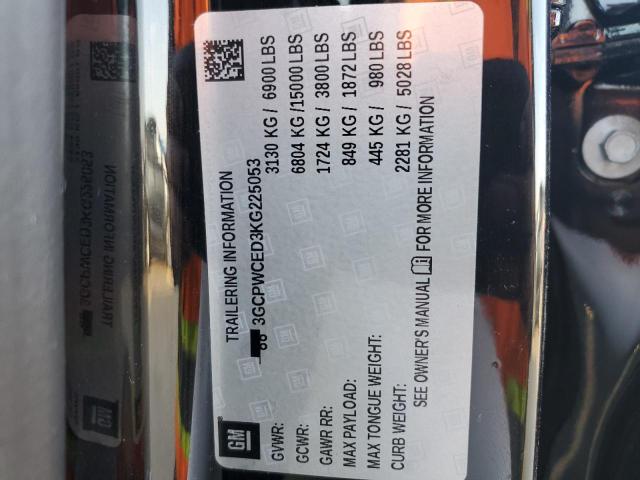 TRAILERING INFORMATION
3GCPWCED3KG225053
GM
GVWR: 3130 KG / 6900 LBS
GCWR: 6804 KG /15000 LBS
GAWR RR: 1724 KG / 3800 LBS
MAX PAYLOAD: 849 KG / 1872 LBS
MAX TONGUE WEIGHT: 445 KG / 980 LBS
CURB WEIGHT: 2281 KG / 5028 LBS
SEE OWNER'S MANUAL FOR MORE INFORMATION